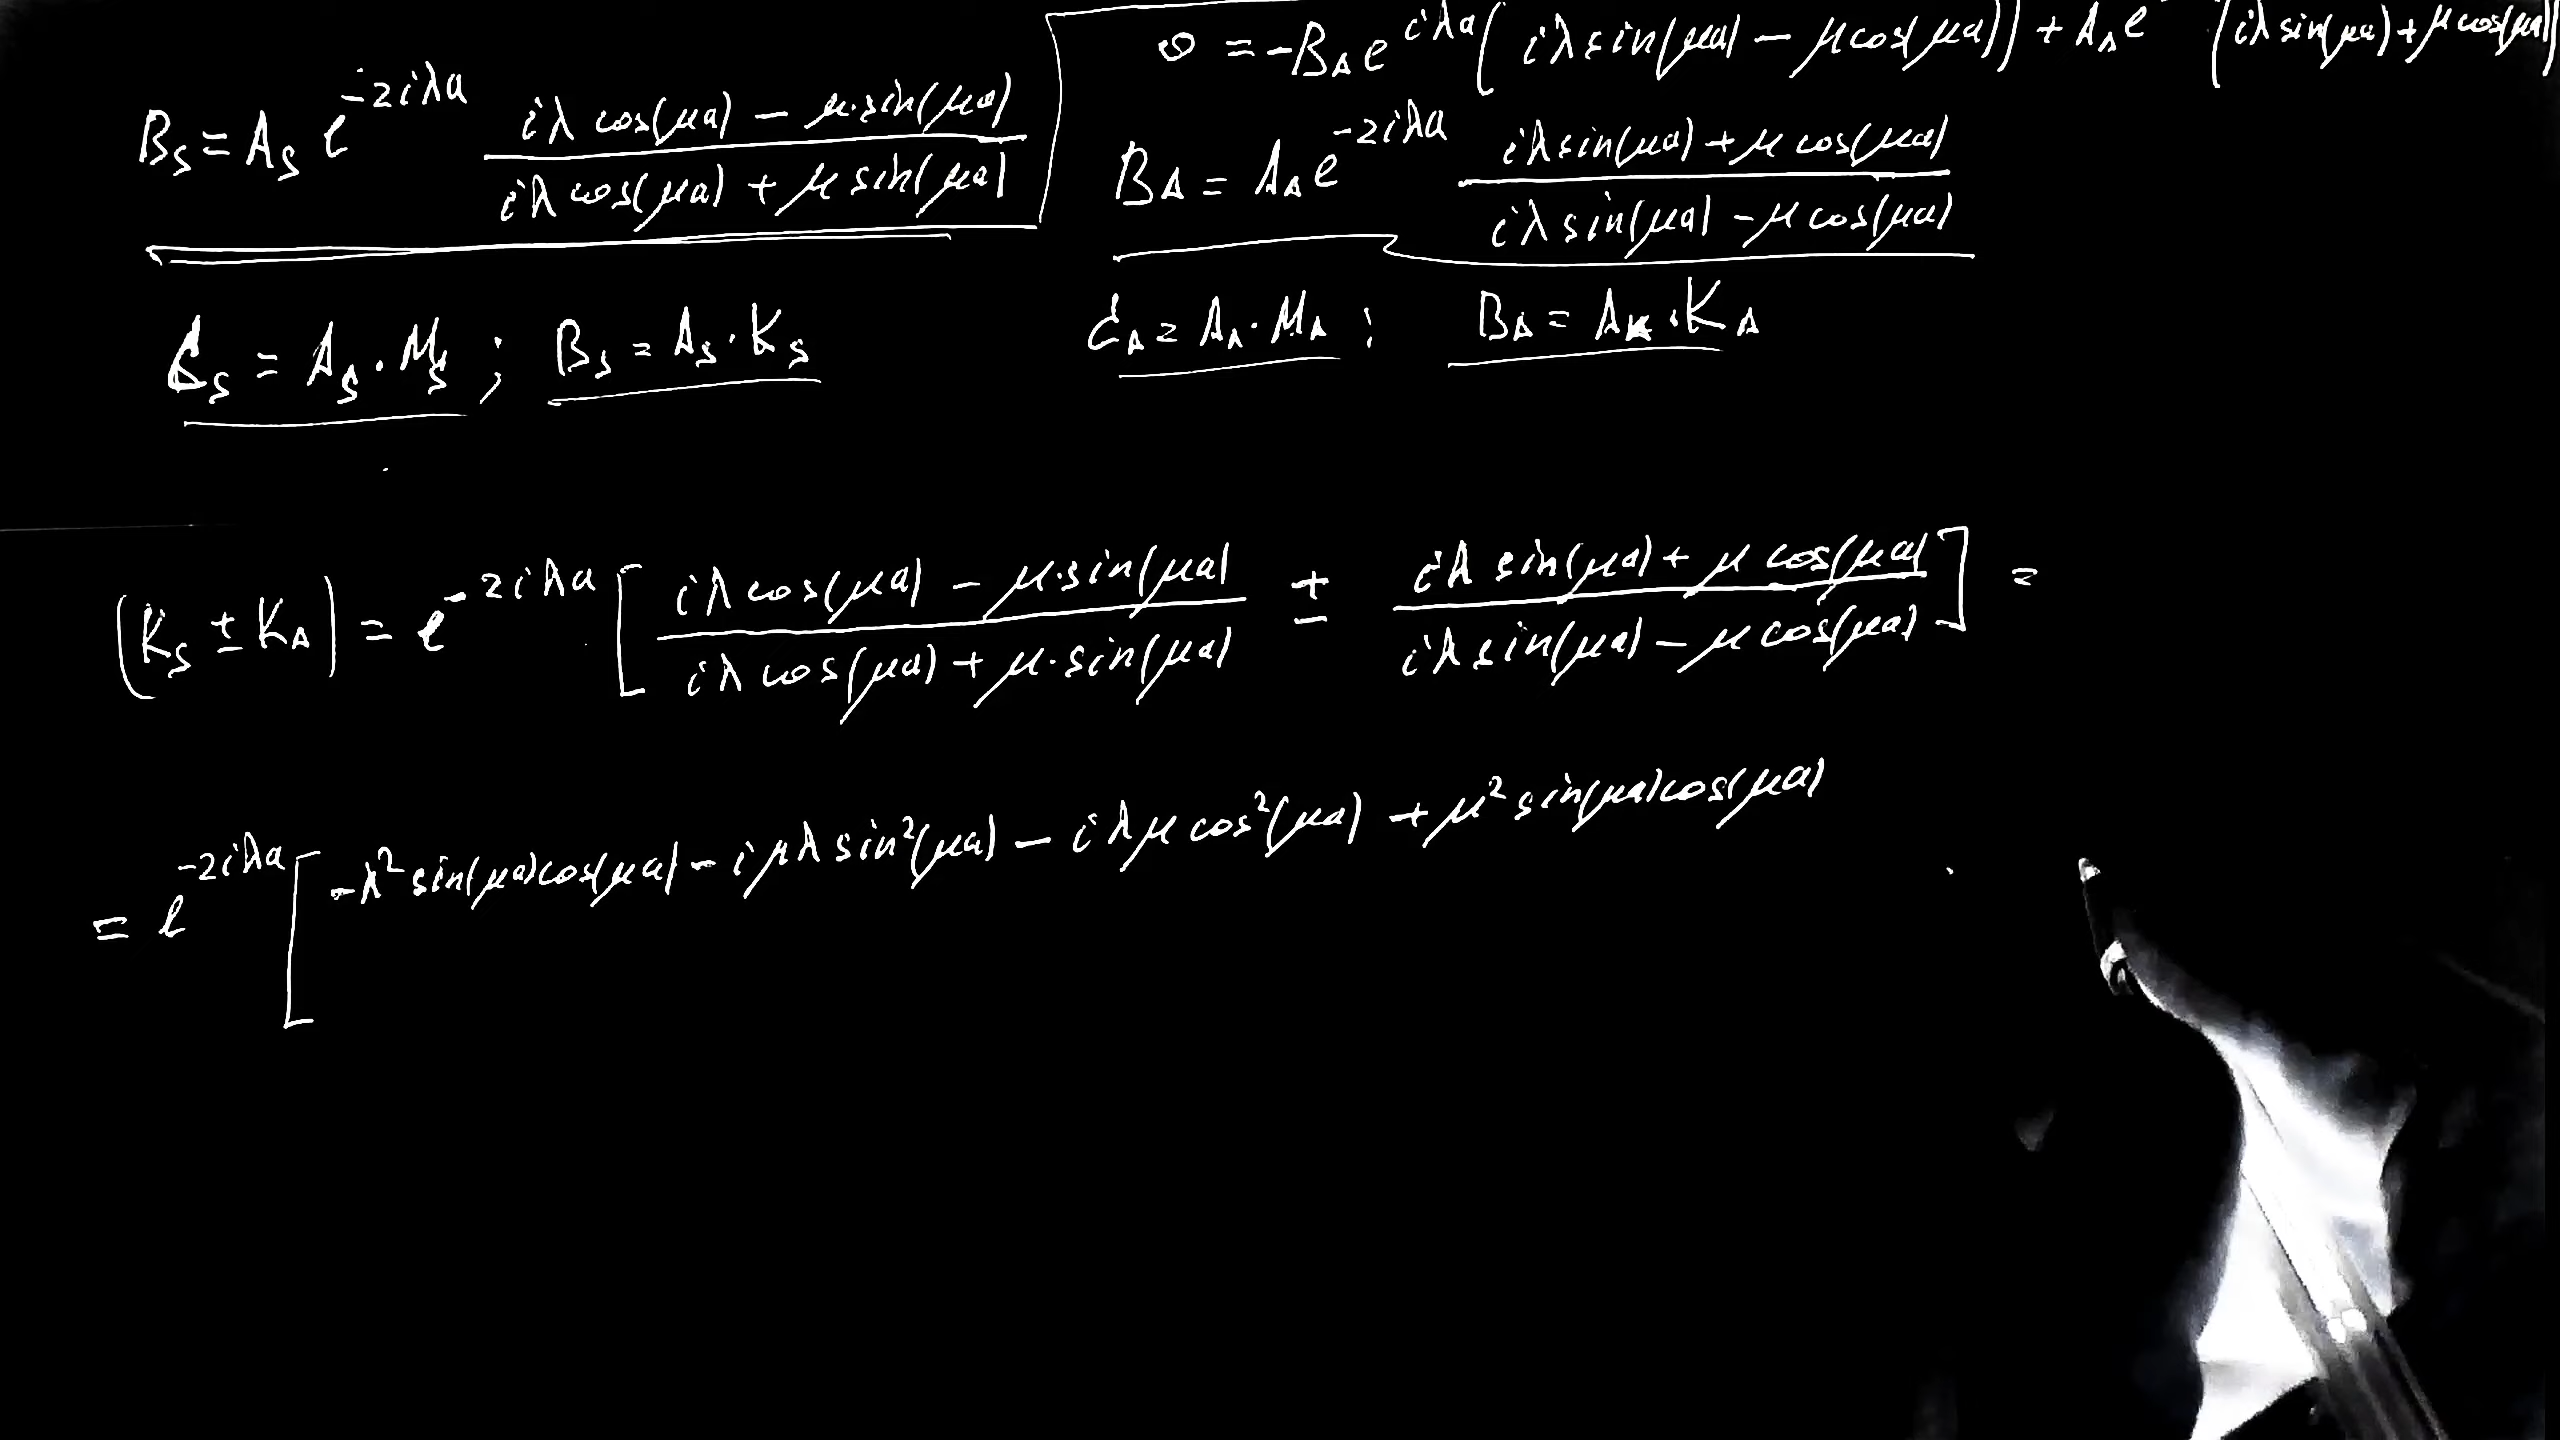 0 = -B_A e^{iλa} ( iλ sin(μa) - μ cos(μa) ) + A_A e^- ( iλ sin(μa) + μ cos(μa)
B_S = A_S e^{-2iλa} \frac{iλ cos(μa) - μ·sin(μa)}{iλ cos(μa) + μ sin(μa)}
B_A = A_A e^{-2iλa} \frac{iλ sin(μa) + μ cos(μa)}{iλ sin(μa) - μ cos(μa)}
C_S = A_S · M_S ; B_S = A_S · K_S
C_A = A_A · M_A ; B_A = A · K_A
(K_S ± K_A) = e^{-2iλa} [ \frac{iλ cos(μa) - μ·sin(μa)}{iλ cos(μa) + μ·sin(μa)} ± \frac{iλ sin(μa) + μ cos(μa)}{iλ sin(μa) - μ cos(μa)} ] =
= e^{-2iλa} [ -λ² sin(μa)cos(μa) - iμλ sin²(μa) - iλμ cos²(μa) + μ² sin(μa)cos(μa)